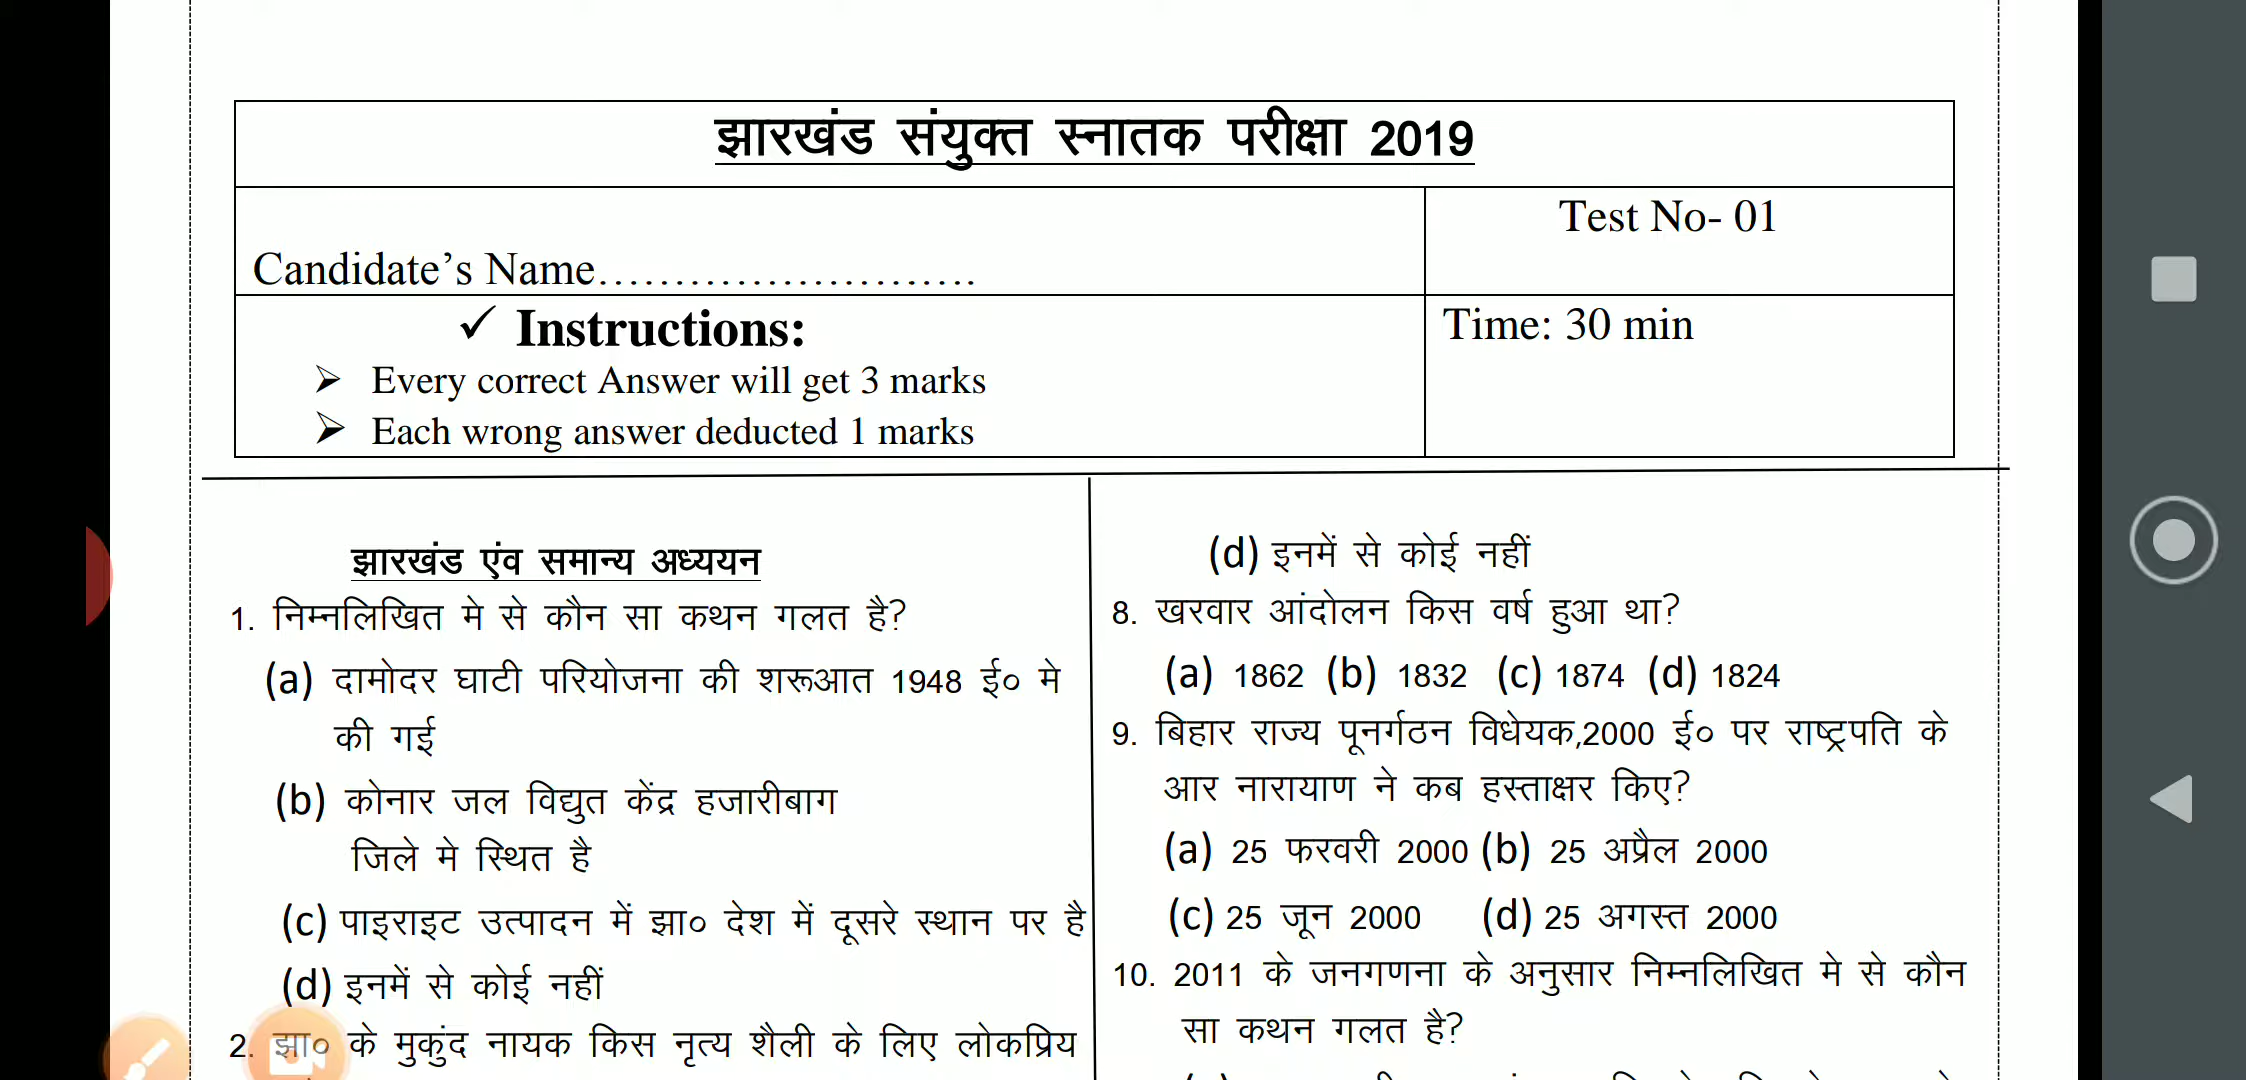 झारखंड संयुक्त स्नातक परीक्षा 2019
Test No- 01
Candidate’s Name.........................
✓ Instructions:
Time: 30 min
➢ Every correct Answer will get 3 marks
➢ Each wrong answer deducted 1 marks
झारखंड एंव समान्य अध्ययन
1. निम्नलिखित मे से कौन सा कथन गलत है?
(a) दामोदर घाटी परियोजना की शरूआत 1948 ई० मे
की गई
(b) कोनार जल विद्युत केंद्र हजारीबाग
जिले मे स्थित है
(c) पाइराइट उत्पादन में झा० देश में दूसरे स्थान पर है
(d) इनमें से कोई नहीं
2. झा० के मुकुंद नायक किस नृत्य शैली के लिए लोकप्रिय
(d) इनमें से कोई नहीं
8. खरवार आंदोलन किस वर्ष हुआ था?
(a) 1862 (b) 1832 (c) 1874 (d) 1824
9. बिहार राज्य पूनर्गठन विधेयक,2000 ई० पर राष्ट्रपति के
आर नारायाण ने कब हस्ताक्षर किए?
(a) 25 फरवरी 2000 (b) 25 अप्रैल 2000
(c) 25 जून 2000 (d) 25 अगस्त 2000
10. 2011 के जनगणना के अनुसार निम्नलिखित मे से कौन
सा कथन गलत है?